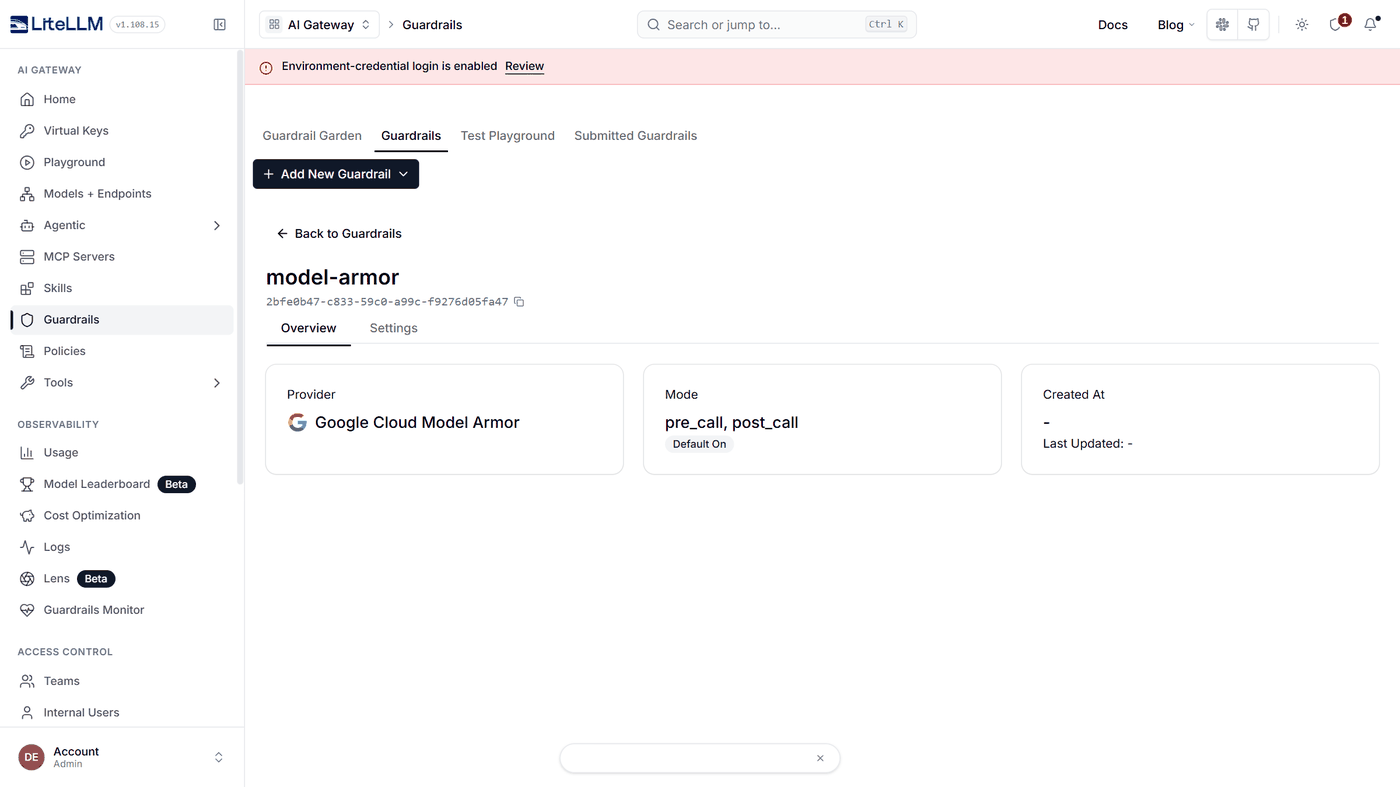 LiteLLM v1.108.15
AI Gateway > Guardrails
Search or jump to... Ctrl K
Docs
Blog
1
Environment-credential login is enabled Review
AI GATEWAY
Home
Virtual Keys
Playground
Models + Endpoints
Agentic
MCP Servers
Skills
Guardrails
Policies
Tools
OBSERVABILITY
Usage
Model Leaderboard Beta
Cost Optimization
Logs
Lens Beta
Guardrails Monitor
ACCESS CONTROL
Teams
Internal Users
DE Account
Admin
Guardrail Garden Guardrails Test Playground Submitted Guardrails
+ Add New Guardrail
← Back to Guardrails
model-armor
2bfe0b47-c833-59c0-a99c-f9276d05fa47
Overview Settings
Provider
Google Cloud Model Armor
Mode
pre_call, post_call
Default On
Created At
-
Last Updated: -